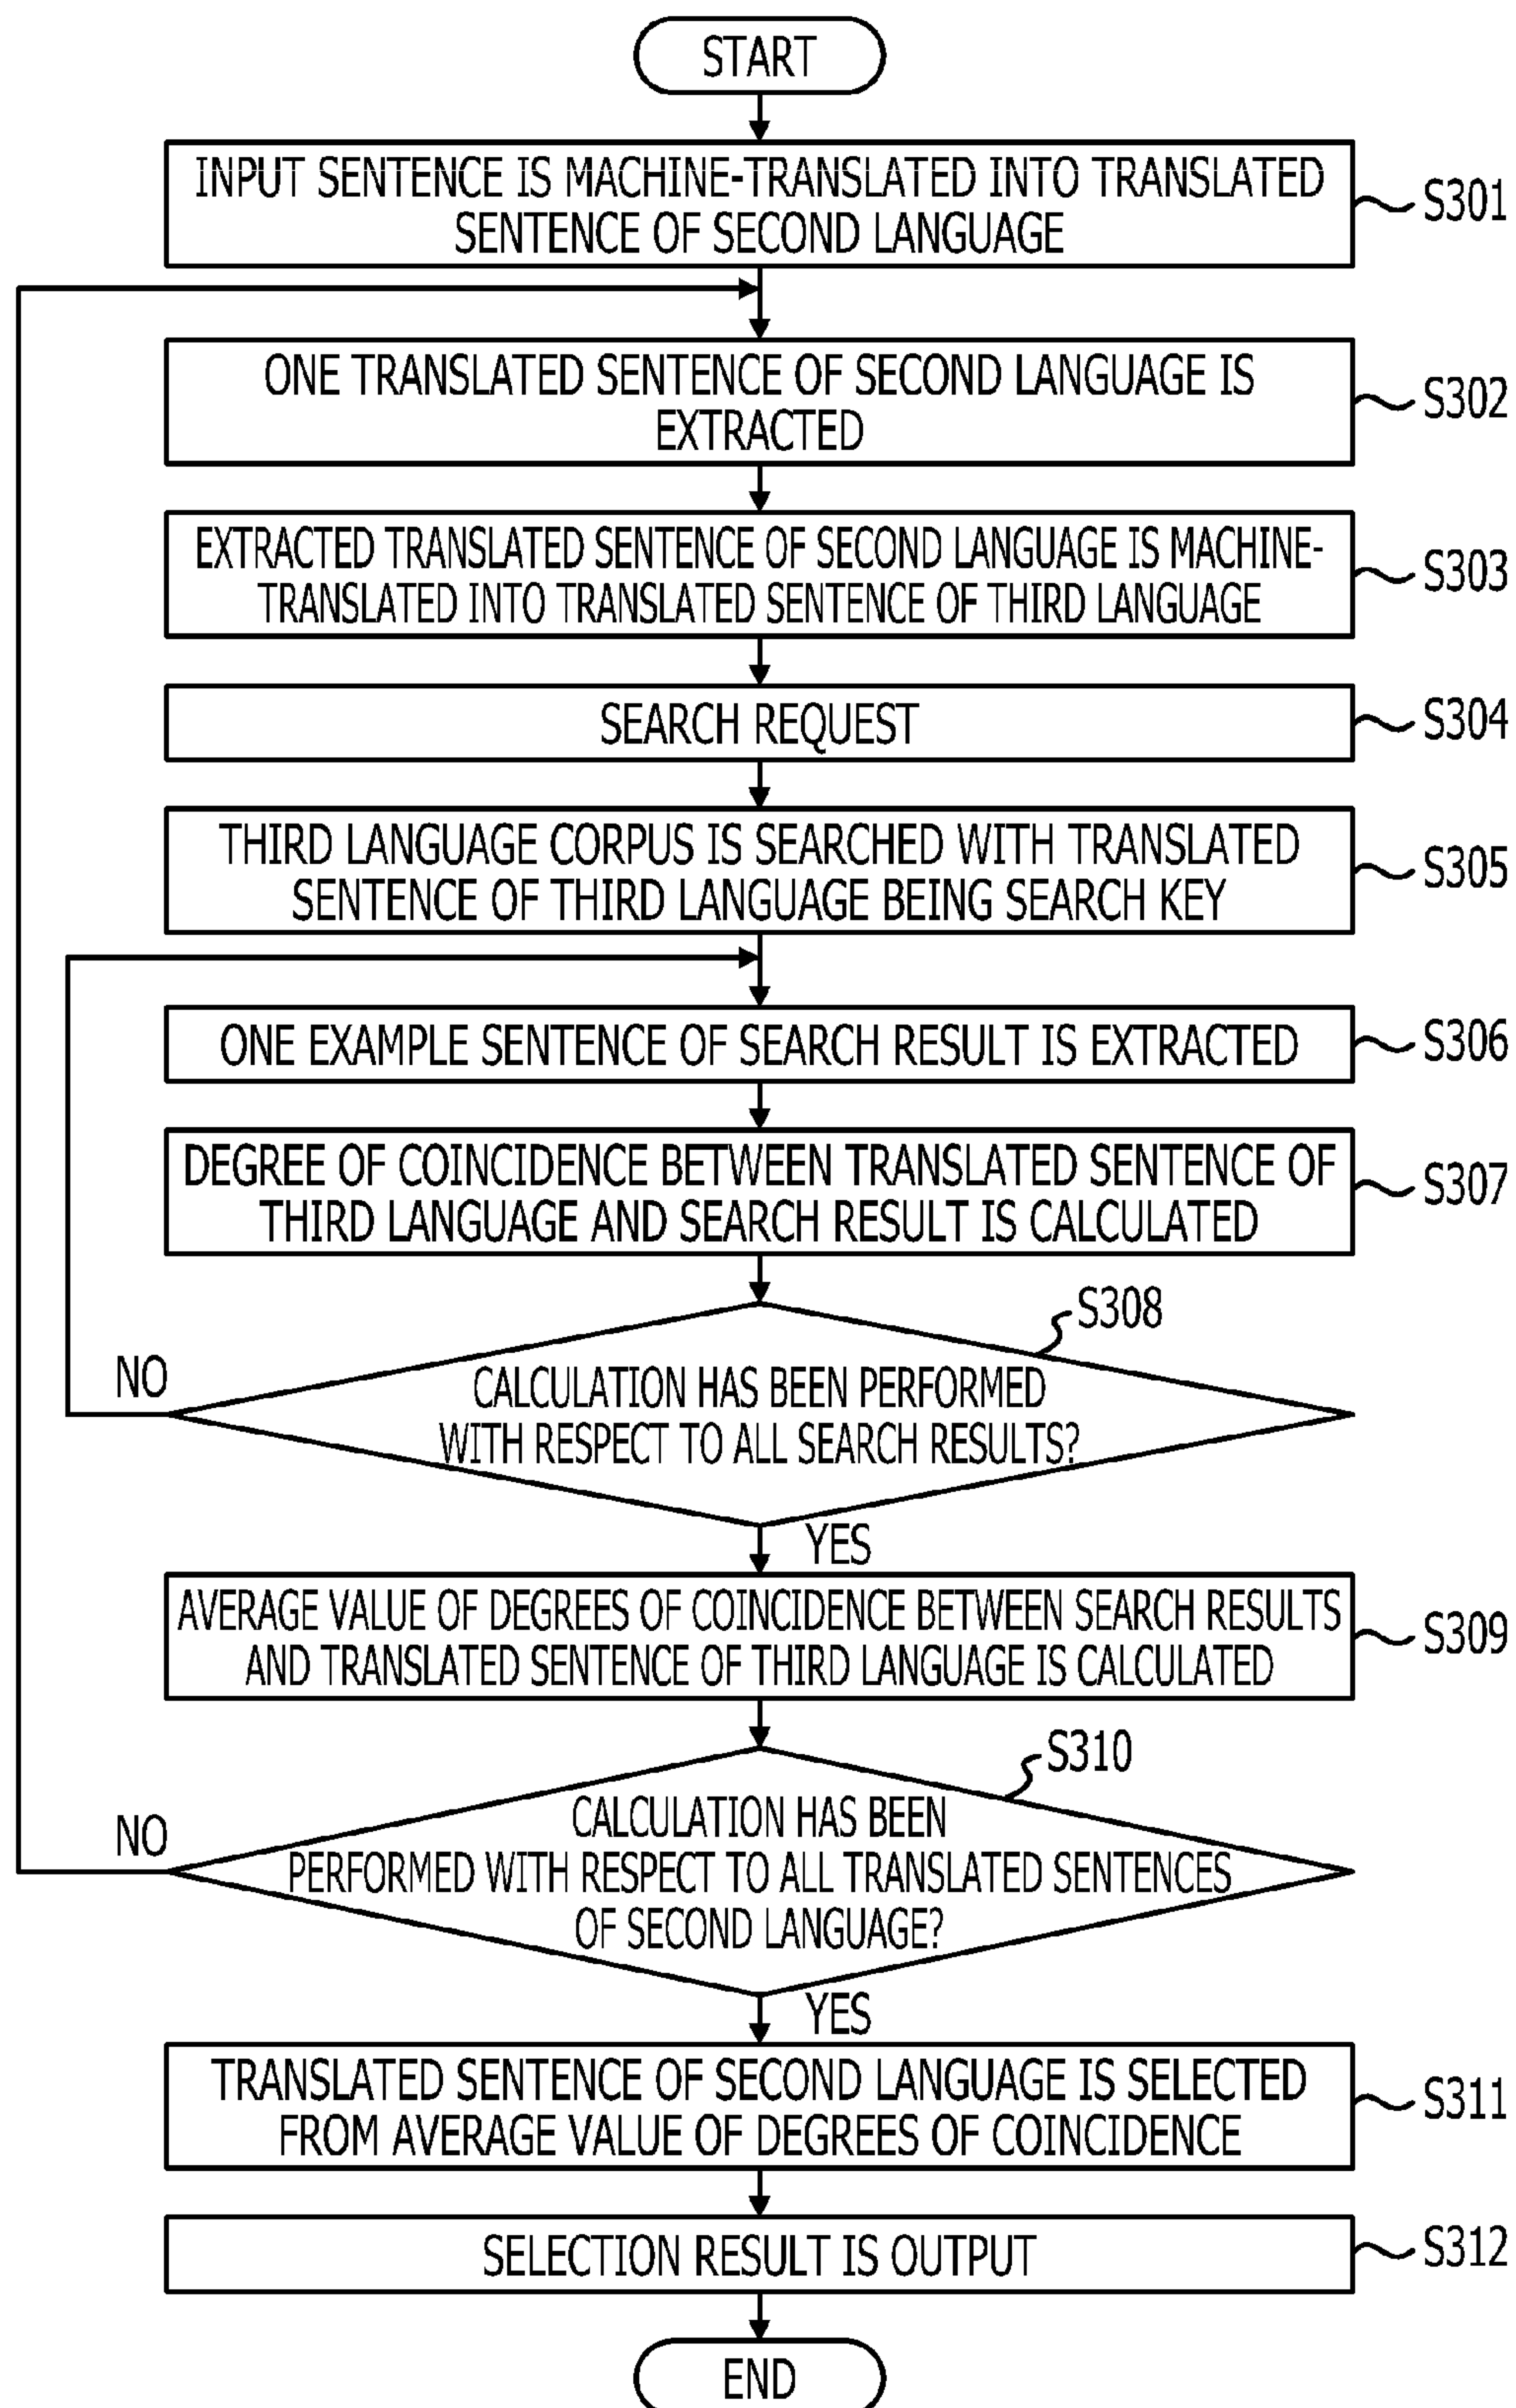 START
INPUT SENTENCE IS MACHINE-TRANSLATED INTO TRANSLATED
SENTENCE OF SECOND LANGUAGE
S301
ONE TRANSLATED SENTENCE OF SECOND LANGUAGE IS
EXTRACTED
S302
EXTRACTED TRANSLATED SENTENCE OF SECOND LANGUAGE IS MACHINE-
TRANSLATED INTO TRANSLATED SENTENCE OF THIRD LANGUAGE
S303
SEARCH REQUEST
S304
THIRD LANGUAGE CORPUS IS SEARCHED WITH TRANSLATED
SENTENCE OF THIRD LANGUAGE BEING SEARCH KEY
S305
ONE EXAMPLE SENTENCE OF SEARCH RESULT IS EXTRACTED
S306
DEGREE OF COINCIDENCE BETWEEN TRANSLATED SENTENCE OF
THIRD LANGUAGE AND SEARCH RESULT IS CALCULATED
S307
S308
NO
CALCULATION HAS BEEN PERFORMED
WITH RESPECT TO ALL SEARCH RESULTS?
YES
AVERAGE VALUE OF DEGREES OF COINCIDENCE BETWEEN SEARCH RESULTS
AND TRANSLATED SENTENCE OF THIRD LANGUAGE IS CALCULATED
S309
S310
NO
CALCULATION HAS BEEN
PERFORMED WITH RESPECT TO ALL TRANSLATED SENTENCES
OF SECOND LANGUAGE?
YES
TRANSLATED SENTENCE OF SECOND LANGUAGE IS SELECTED
FROM AVERAGE VALUE OF DEGREES OF COINCIDENCE
S311
SELECTION RESULT IS OUTPUT
S312
END